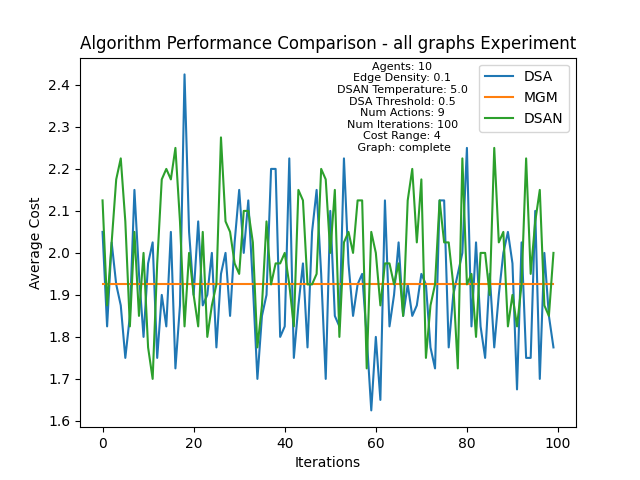 Algorithm Performance Comparison - all graphs Experiment
Agents: 10
Edge Density: 0.1
DSAN Temperature: 5.0
DSA Threshold: 0.5
Num Actions: 9
Num Iterations: 100
Cost Range: 4
Graph: complete
DSA
MGM
DSAN
Average Cost
2.4
2.3
2.2
2.1
2.0
1.9
1.8
1.7
1.6
0
20
40
60
80
100
Iterations